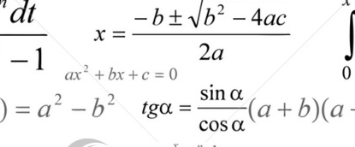 dt
-1
x = -b ± √b² - 4ac
2a
∫
0
ax² + bx + c = 0
) = a² - b²
tgα = sin α
cos α
(a + b)(a -